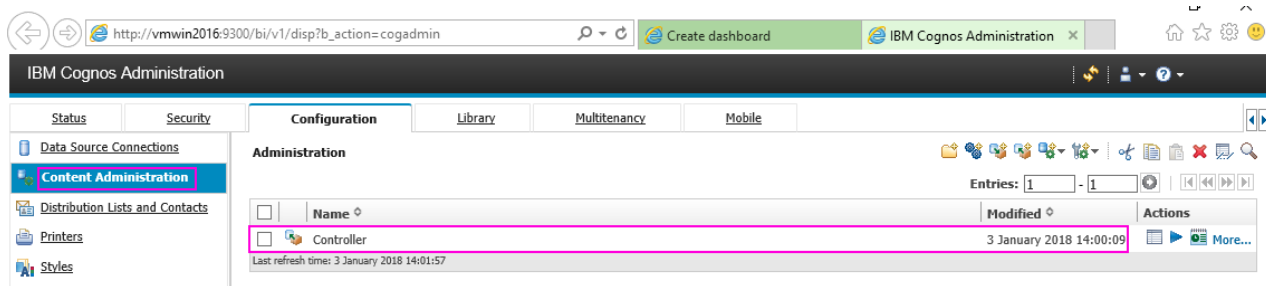 http://vmwin2016:9300/bi/v1/disp?b_action=cogadmin Create dashboard IBM Cognos Administration
IBM Cognos Administration
Status Security Configuration Library Multitenancy Mobile
Data Source Connections
Administration
Content Administration
Entries: 1 - 1
Distribution Lists and Contacts
Name Modified Actions
Printers
Controller 3 January 2018 14:00:09 More...
Last refresh time: 3 January 2018 14:01:57
Styles